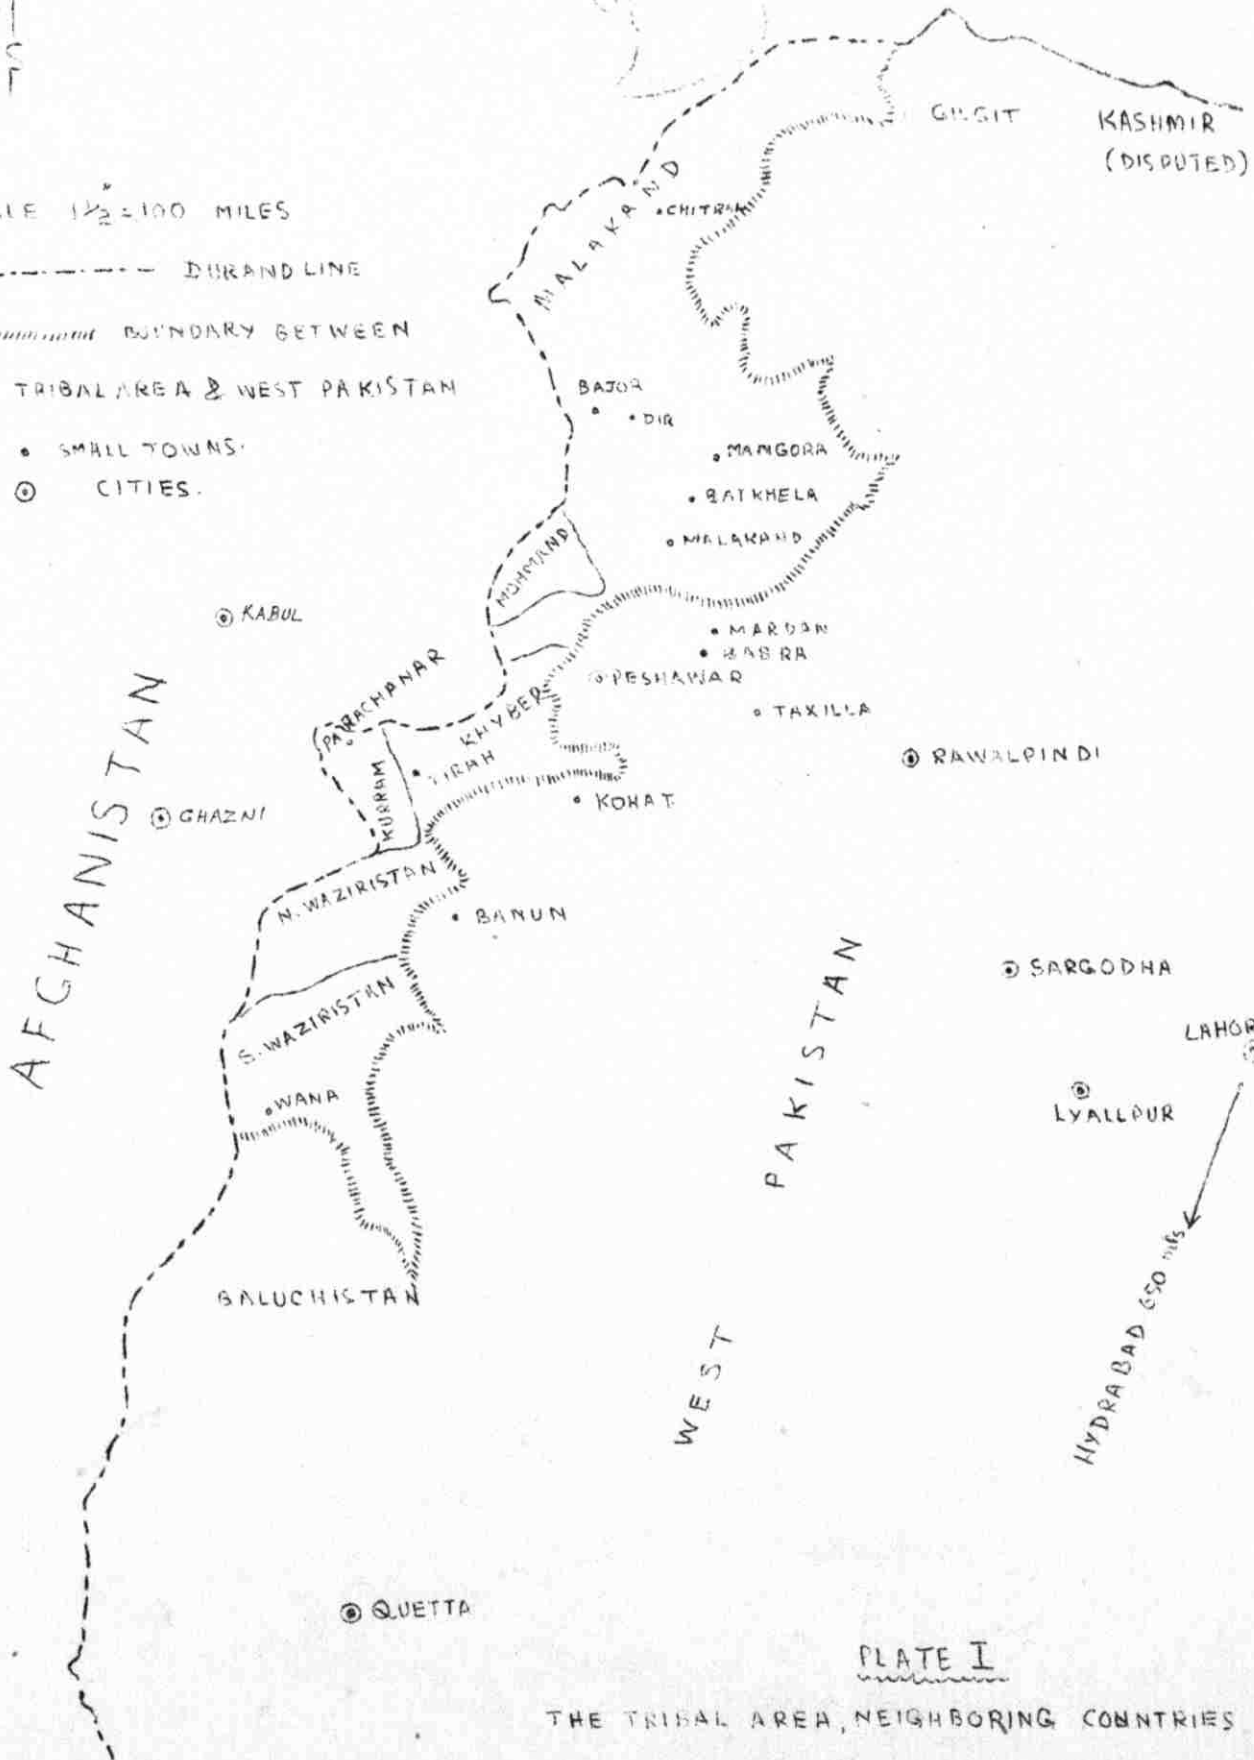 GILGIT
KASHMIR
(DISPUTED)
LE 1½" = 100 MILES
MALAKAND
CHITRAL
DURAND LINE
BOUNDARY BETWEEN
TRIBAL AREA & WEST PAKISTAN
SMALL TOWNS.
CITIES.
BAJOR
DIR
MANGORA
BATKHELA
MALAKAND
MOHMAND
KABUL
MARDAN
BABRA
PESHAWAR
TAXILLA
PARACHANAR
KHYBER
TIRAH
RAWALPINDI
KURRAM
KOHAT
AFGHANISTAN
GHAZNI
N. WAZIRISTAN
BANUN
SARGODHA
S. WAZIRISTAN
LAHOR
WANA
LYALLPUR
WEST PAKISTAN
BALUCHISTAN
HYDRABAD 650 mls
QUETTA
PLATE I
THE TRIBAL AREA, NEIGHBORING COUNTRIES